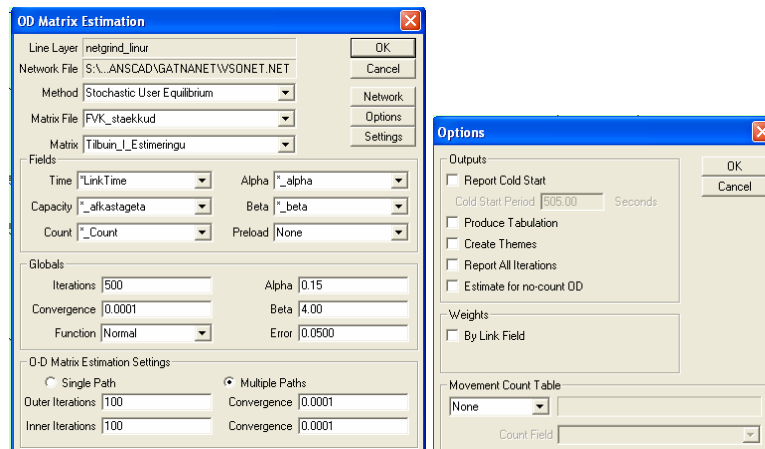 OD Matrix Estimation
Line Layer netgrind_linur OK
Network File S:\...ANSCAD\GATNANET\VSONET.NET Cancel
Method Stochastic User Equilibrium Network
Matrix File FVK_staekkud Options
Matrix Tilbuin_I_Estimeringu Settings
Fields
Time *LinkTime Alpha *_alpha
Capacity *_afkastageta Beta *_beta
Count *_Count Preload None
Globals
Iterations 500 Alpha 0.15
Convergence 0.0001 Beta 4.00
Function Normal Error 0.0500
O-D Matrix Estimation Settings
Single Path Multiple Paths
Outer Iterations 100 Convergence 0.0001
Inner Iterations 100 Convergence 0.0001
Options
Outputs
Report Cold Start OK
Cold Start Period 505.00 Seconds Cancel
Produce Tabulation
Create Themes
Report All Iterations
Estimate for no-count OD
Weights
By Link Field
Movement Count Table
None
Count Field